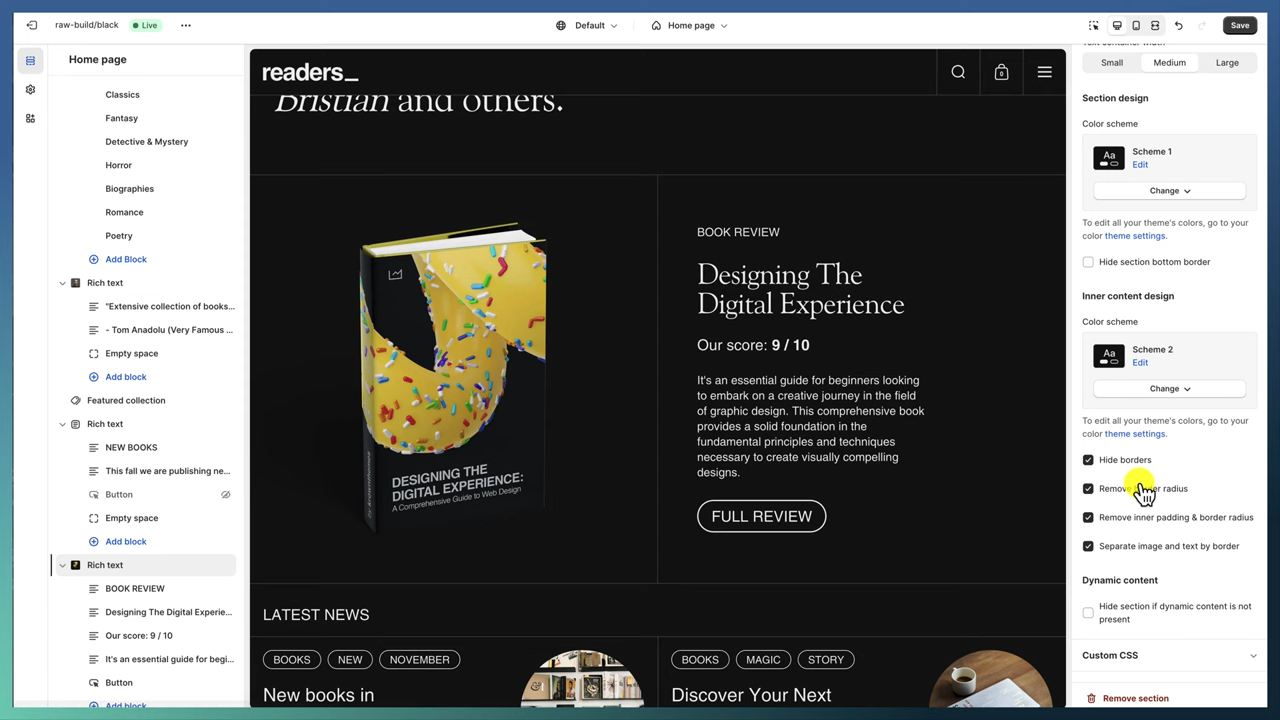 raw-build/black
Live
Default
Home page
Save
Home page
Classics
Fantasy
Detective & Mystery
Horror
Biographies
Romance
Poetry
Add Block
Rich text
"Extensive collection of books...
- Tom Anadolu (Very Famous ...
Empty space
Add block
Featured collection
Rich text
NEW BOOKS
This fall we are publishing ne...
Button
Empty space
Add block
Rich text
BOOK REVIEW
Designing The Digital Experie...
Our score: 9 / 10
It's an essential guide for begi...
Button
Add block
readers_
0
Bristian and others.
DESIGNING THE
DIGITAL EXPERIENCE:
A Comprehensive Guide to Web Design
BOOK REVIEW
Designing The
Digital Experience
Our score: 9 / 10
It's an essential guide for beginners looking
to embark on a creative journey in the field
of graphic design. This comprehensive book
provides a solid foundation in the
fundamental principles and techniques
necessary to create visually compelling
designs.
FULL REVIEW
LATEST NEWS
BOOKS NEW NOVEMBER
New books in
BOOKS MAGIC STORY
Discover Your Next
Text container width
Small Medium Large
Section design
Color scheme
Aa
Scheme 1
Edit
Change
To edit all your theme's colors, go to your
color theme settings.
Hide section bottom border
Inner content design
Color scheme
Aa
Scheme 2
Edit
Change
To edit all your theme's colors, go to your
color theme settings.
Hide borders
Remove radius
Remove inner padding & border radius
Separate image and text by border
Dynamic content
Hide section if dynamic content is not
present
Custom CSS
Remove section